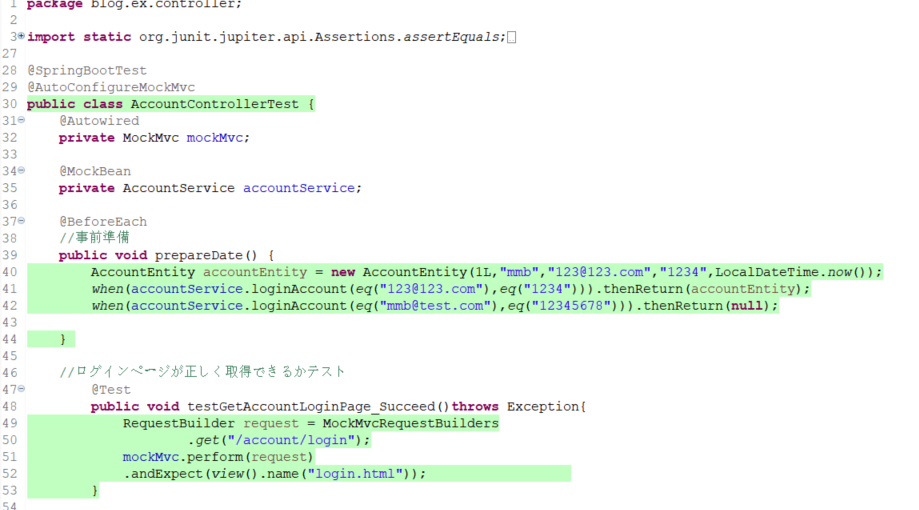 1 package blog.ex.controller;
2
3 import static org.junit.jupiter.api.Assertions.assertEquals;
27
28 @SpringBootTest
29 @AutoConfigureMockMvc
30 public class AccountControllerTest {
31 @Autowired
32 private MockMvc mockMvc;
33
34 @MockBean
35 private AccountService accountService;
36
37 @BeforeEach
38 //事前準備
39 public void prepareDate() {
40 AccountEntity accountEntity = new AccountEntity(1L,"mmb","123@123.com","1234",LocalDateTime.now());
41 when(accountService.loginAccount(eq("123@123.com"),eq("1234"))).thenReturn(accountEntity);
42 when(accountService.loginAccount(eq("mmb@test.com"),eq("12345678"))).thenReturn(null);
43
44 }
45
46 //ログインページが正しく取得できるかテスト
47 @Test
48 public void testGetAccountLoginPage_Succeed()throws Exception{
49 RequestBuilder request = MockMvcRequestBuilders
50 .get("/account/login");
51 mockMvc.perform(request)
52 .andExpect(view().name("login.html"));
53 }
54